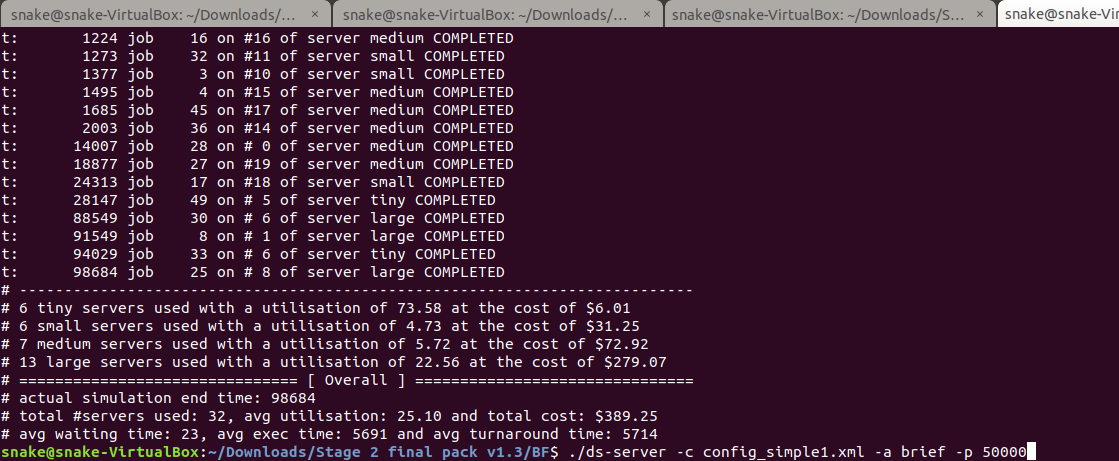 snake@snake-VirtualBox: ~/Downloads/... × snake@snake-VirtualBox: ~/Downloads/... × snake@snake-VirtualBox: ~/Downloads/S... × snake@snake-Vir
t: 1224 job 16 on #16 of server medium COMPLETED
t: 1273 job 32 on #11 of server small COMPLETED
t: 1377 job 3 on #10 of server small COMPLETED
t: 1495 job 4 on #15 of server medium COMPLETED
t: 1685 job 45 on #17 of server medium COMPLETED
t: 2003 job 36 on #14 of server medium COMPLETED
t: 14007 job 28 on # 0 of server medium COMPLETED
t: 18877 job 27 on #19 of server medium COMPLETED
t: 24313 job 17 on #18 of server small COMPLETED
t: 28147 job 49 on # 5 of server tiny COMPLETED
t: 88549 job 30 on # 6 of server large COMPLETED
t: 91549 job 8 on # 1 of server large COMPLETED
t: 94029 job 33 on # 6 of server tiny COMPLETED
t: 98684 job 25 on # 8 of server large COMPLETED
# ---------------------------------------------------------------------------
# 6 tiny servers used with a utilisation of 73.58 at the cost of $6.01
# 6 small servers used with a utilisation of 4.73 at the cost of $31.25
# 7 medium servers used with a utilisation of 5.72 at the cost of $72.92
# 13 large servers used with a utilisation of 22.56 at the cost of $279.07
# =============================== [ Overall ] ===============================
# actual simulation end time: 98684
# total #servers used: 32, avg utilisation: 25.10 and total cost: $389.25
# avg waiting time: 23, avg exec time: 5691 and avg turnaround time: 5714
snake@snake-VirtualBox:~/Downloads/Stage 2 final pack v1.3/BF$ ./ds-server -c config_simple1.xml -a brief -p 50000